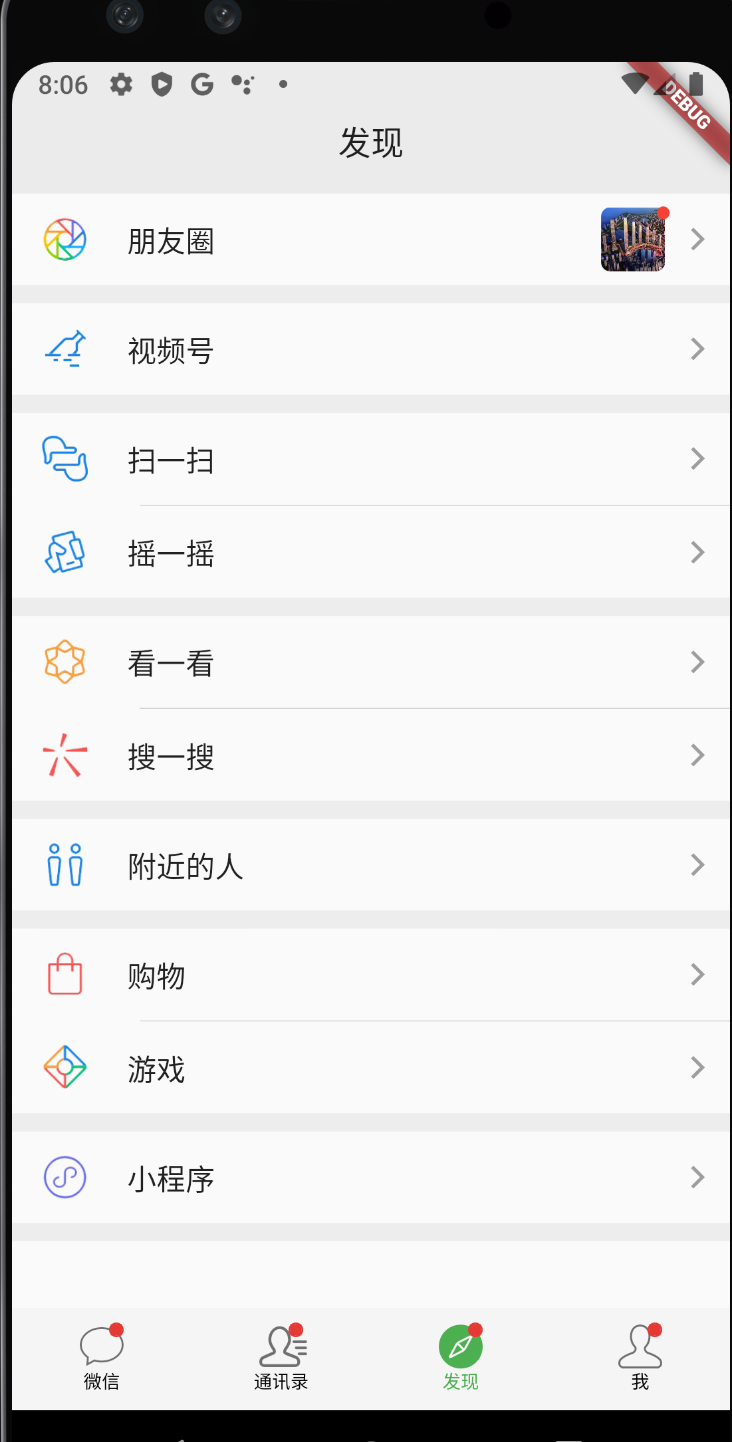 8:06
DEBUG
发现
朋友圈
视频号
扫一扫
摇一摇
看一看
搜一搜
附近的人
购物
游戏
小程序
微信 通讯录 发现 我